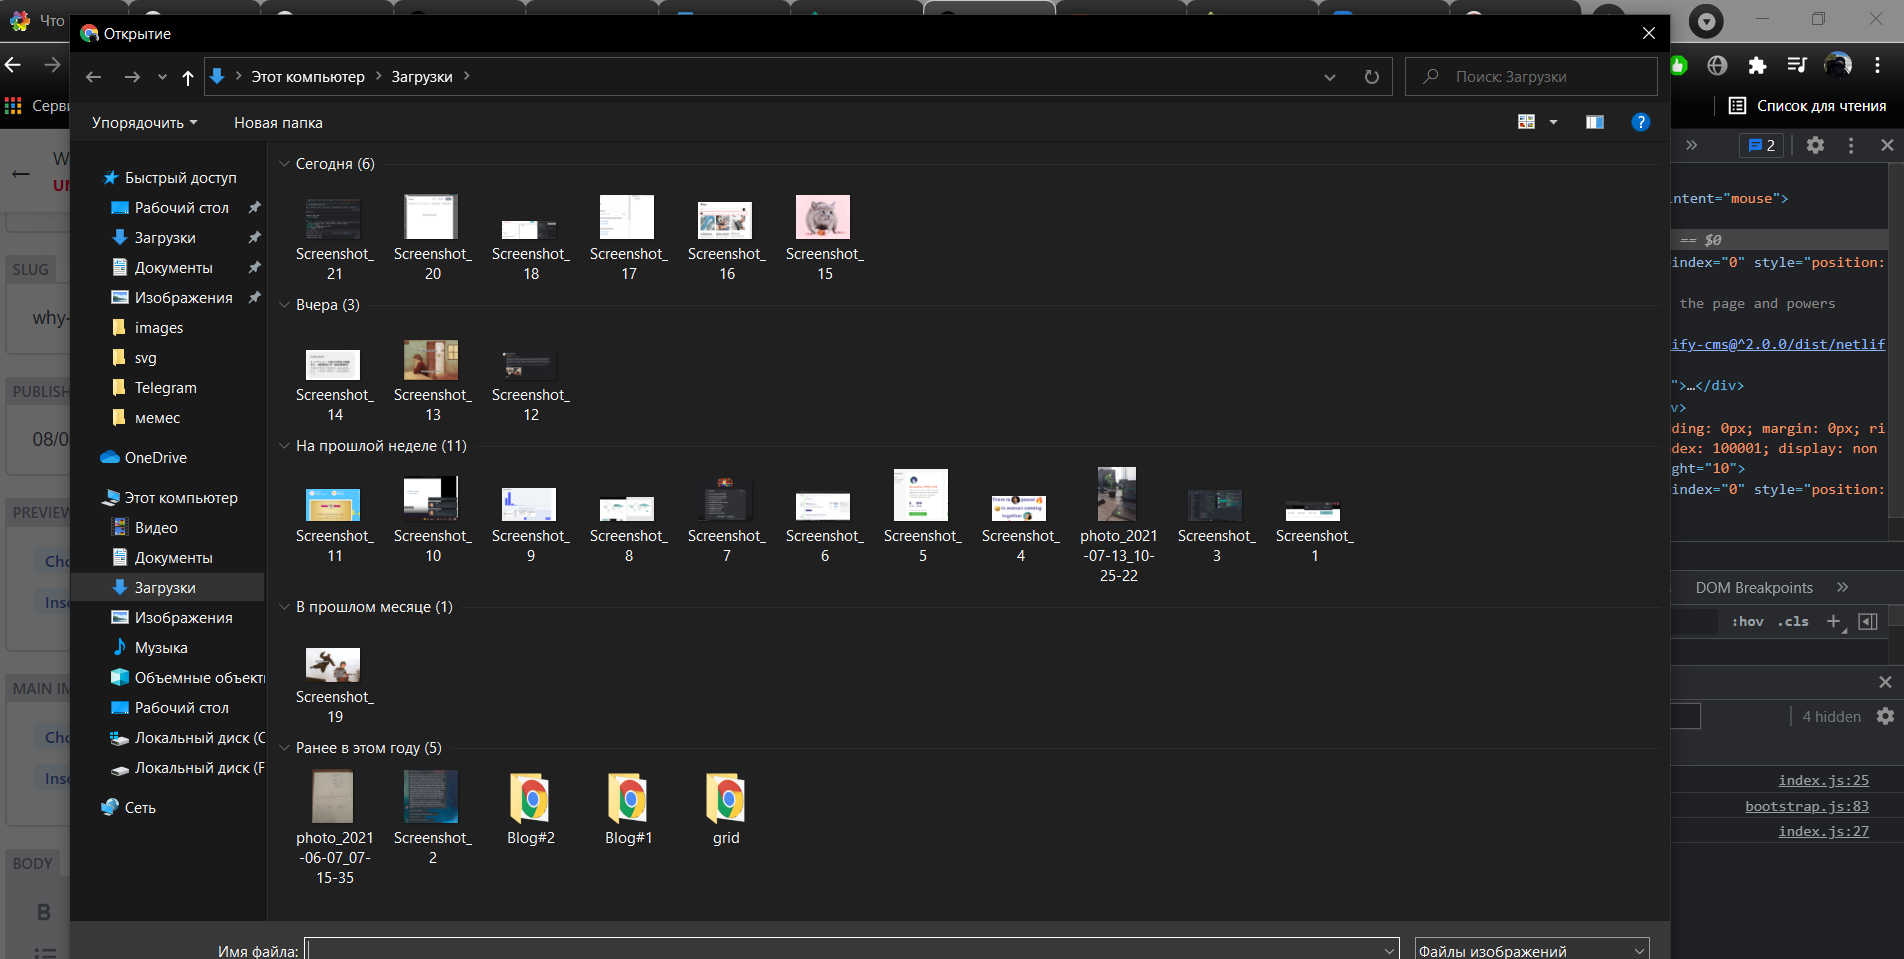 Что
Открытие
Этот компьютер
Загрузки
Поиск: Загрузки
Серви
Список для чтения
Упорядочить
Новая папка
2
W
UN
SLUG
why-
PUBLISH
08/0
PREVIEW
Cho
Inse
MAIN IM
Cho
Inse
BODY
B
Быстрый доступ
Рабочий стол
Загрузки
Документы
Изображения
images
svg
Telegram
мемес
OneDrive
Этот компьютер
Видео
Документы
Загрузки
Изображения
Музыка
Объемные объект
Рабочий стол
Локальный диск (C
Локальный диск (F
Сеть
Сегодня (6)
Screenshot_21
Screenshot_20
Screenshot_18
Screenshot_17
Screenshot_16
Screenshot_15
Вчера (3)
Screenshot_14
Screenshot_13
Screenshot_12
На прошлой неделе (11)
Screenshot_11
Screenshot_10
Screenshot_9
Screenshot_8
Screenshot_7
Screenshot_6
Screenshot_5
Screenshot_4
photo_2021-07-13_10-25-22
Screenshot_3
Screenshot_1
В прошлом месяце (1)
Screenshot_19
Ранее в этом году (5)
photo_2021-06-07_07-15-35
Screenshot_2
Blog#2
Blog#1
grid
Имя файла:
Файлы изображений
ntent="mouse">
== $0
index="0" style="position:
the page and powers
ify-cms@^2.0.0/dist/netlif
">…</div>
v>
ding: 0px; margin: 0px; ri
dex: 100001; display: non
ght="10">
index="0" style="position:
DOM Breakpoints
:hov .cls
4 hidden
index.js:25
bootstrap.js:83
index.js:27